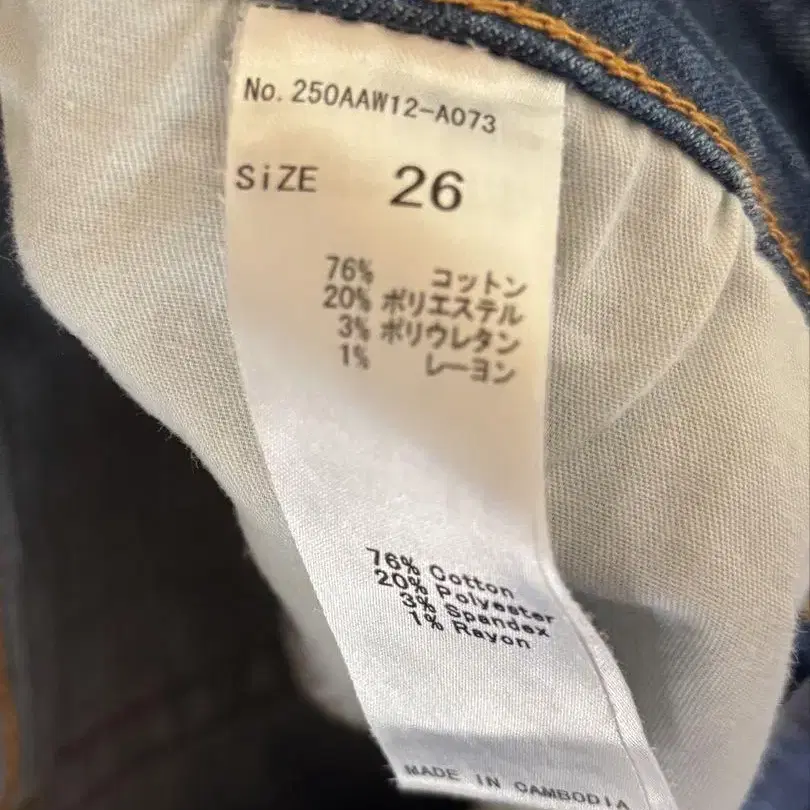 No. 250AAW12-A073
SiZE 26
76% コットン
20% ポリエステル
3% ポリウレタン
1% レーヨン
76% Cotton
20% Polyester
3% Spandex
1% Rayon
MADE IN CAMBODIA